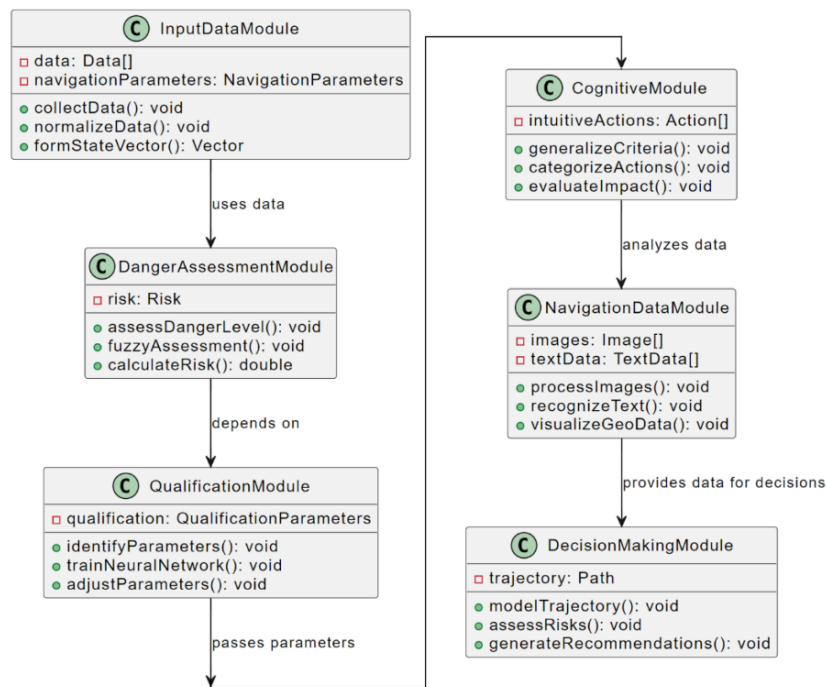 C InputDataModule
data: Data[]
navigationParameters: NavigationParameters
collectData(): void
normalizeData(): void
formStateVector(): Vector
uses data
C DangerAssessmentModule
risk: Risk
assessDangerLevel(): void
fuzzyAssessment(): void
calculateRisk(): double
depends on
C QualificationModule
qualification: QualificationParameters
identifyParameters(): void
trainNeuralNetwork(): void
adjustParameters(): void
passes parameters
C CognitiveModule
intuitiveActions: Action[]
generalizeCriteria(): void
categorizeActions(): void
evaluateImpact(): void
analyzes data
C NavigationDataModule
images: Image[]
textData: TextData[]
processImages(): void
recognizeText(): void
visualizeGeoData(): void
provides data for decisions
C DecisionMakingModule
trajectory: Path
modelTrajectory(): void
assessRisks(): void
generateRecommendations(): void